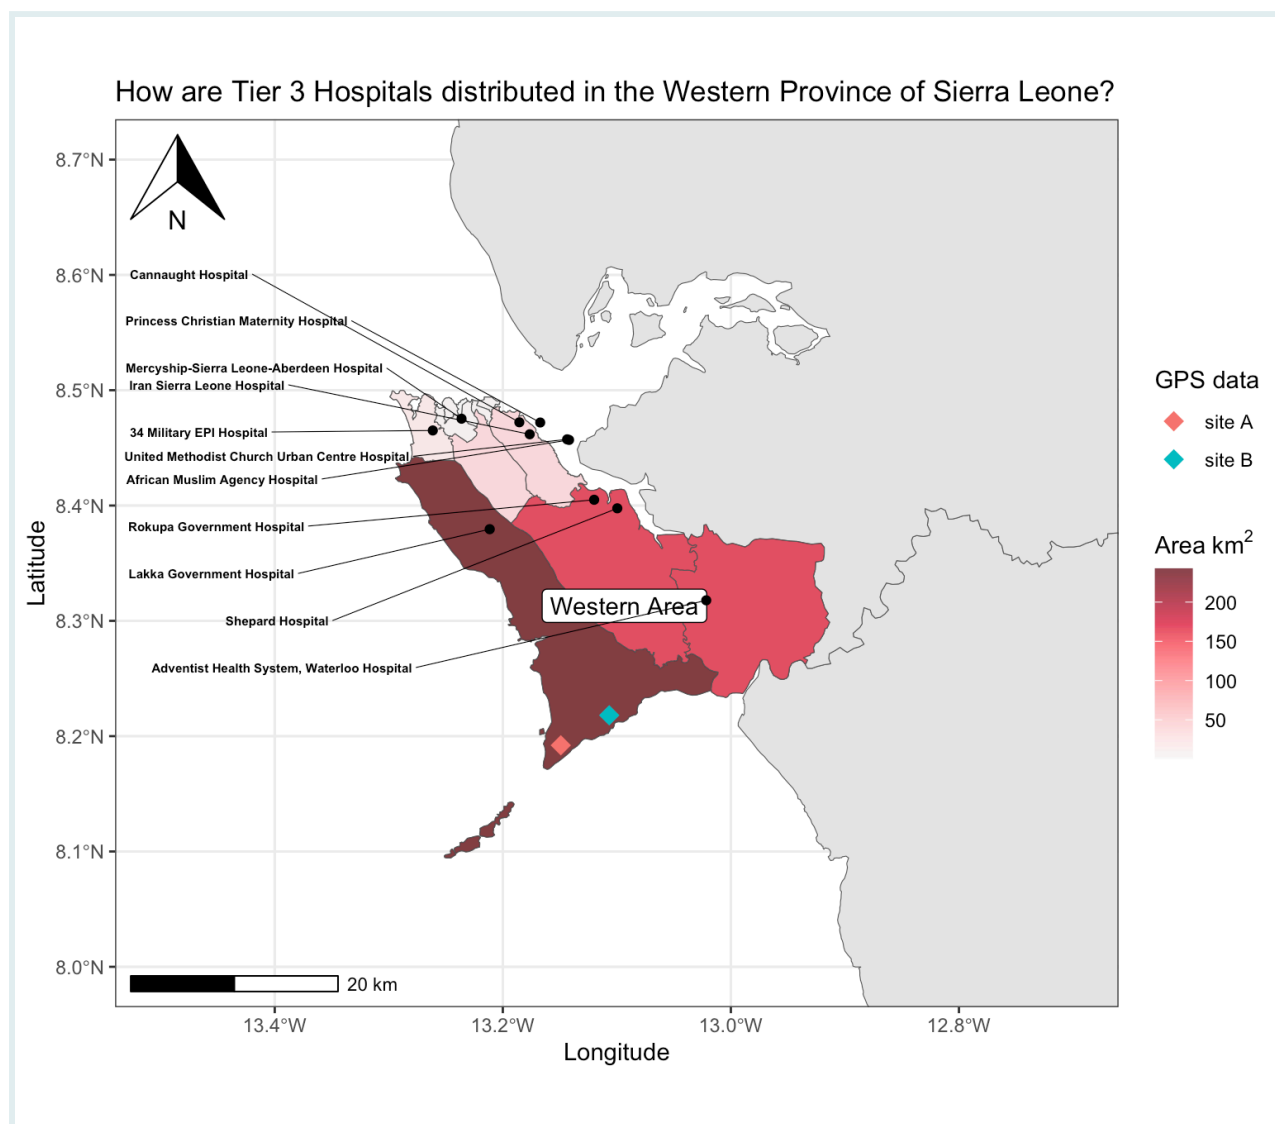 How are Tier 3 Hospitals distributed in the Western Province of Sierra Leone?
8.7°N
8.6°N
8.5°N
8.4°N
8.3°N
8.2°N
8.1°N
8.0°N
Latitude
N
Cannaught Hospital
Princess Christian Maternity Hospital
Mercyship-Sierra Leone-Aberdeen Hospital
Iran Sierra Leone Hospital
34 Military EPI Hospital
United Methodist Church Urban Centre Hospital
African Muslim Agency Hospital
Rokupa Government Hospital
Lakka Government Hospital
Western Area
Shepard Hospital
Adventist Health System, Waterloo Hospital
20 km
13.4°W
13.2°W
13.0°W
12.8°W
Longitude
GPS data
site A
site B
Area km²
200
150
100
50